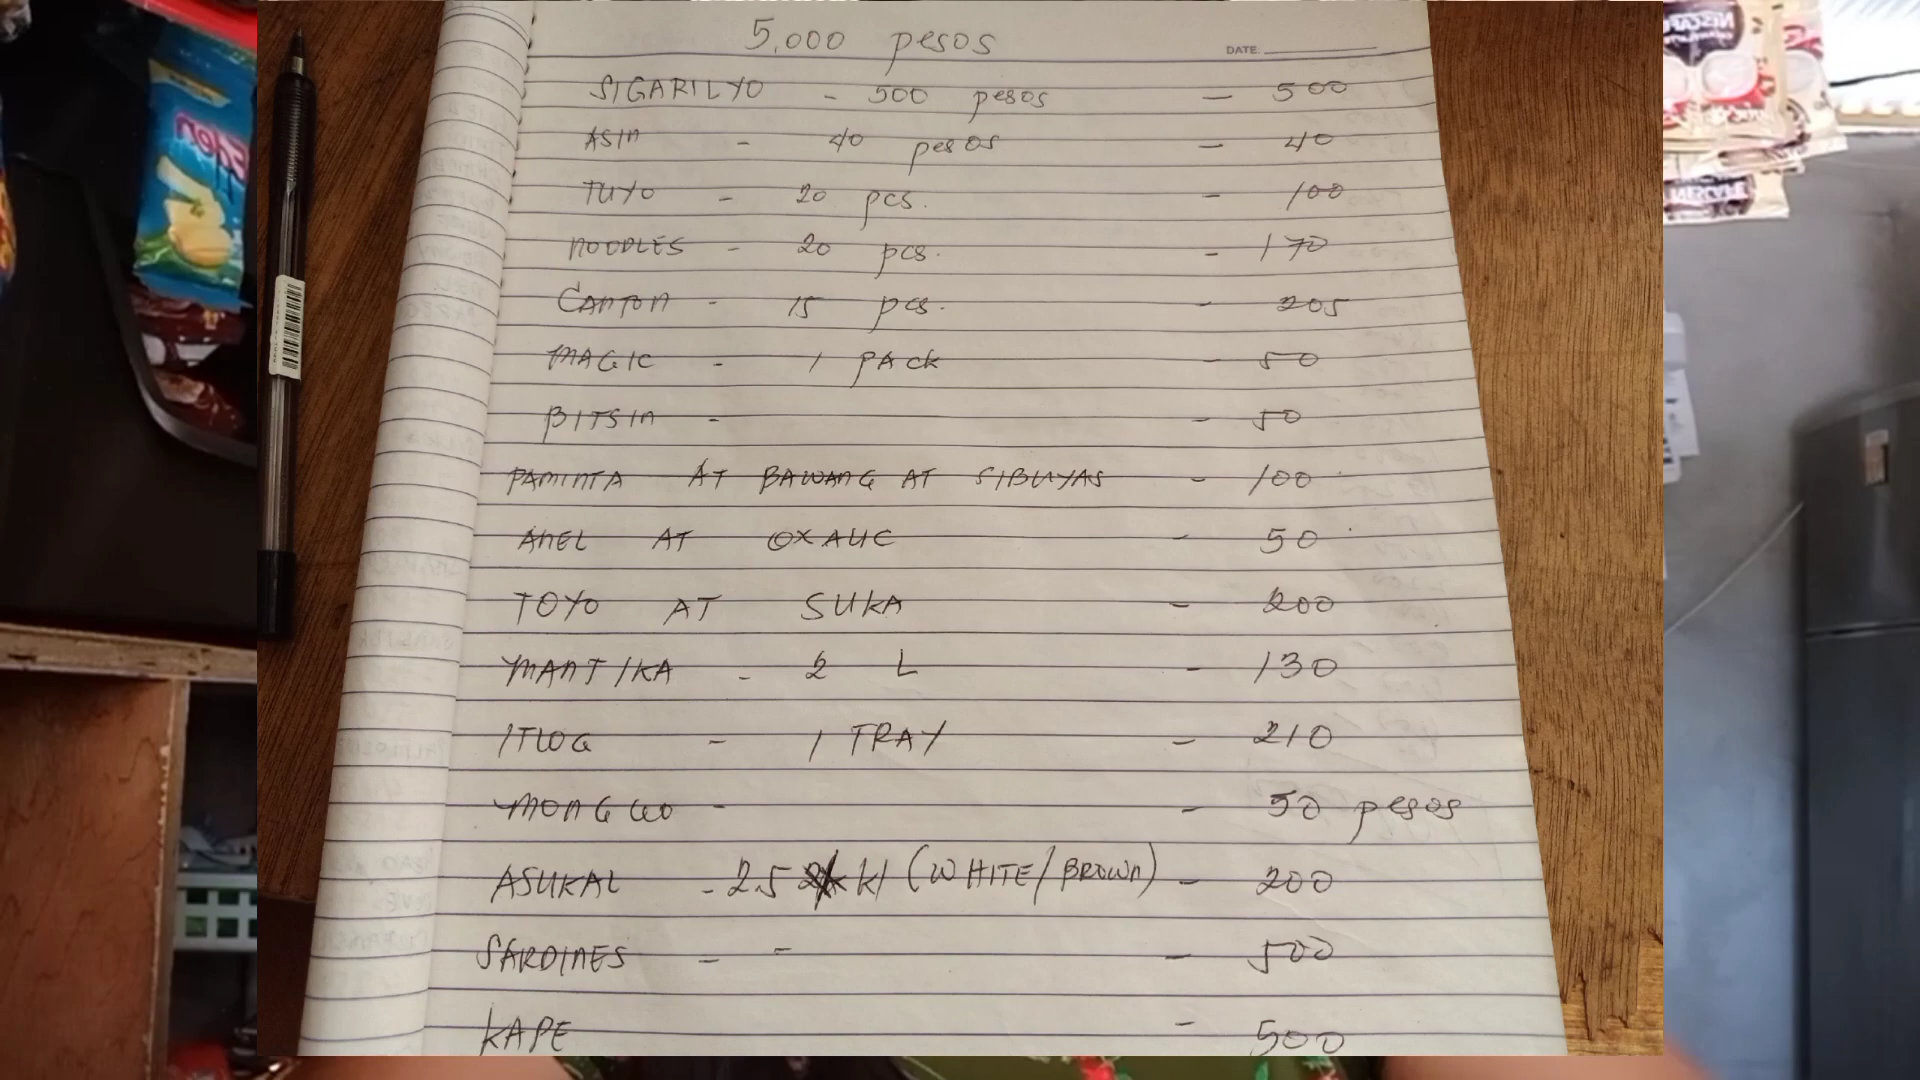 5,000 pesos
DATE:
SIGARILYO - 500 pesos - 500
ASIN - 40 pesos - 40
TUYO - 20 pcs. - 100
NOODLES - 20 pcs. - 170
CANTON - 15 pcs. - 205
MAGIC - 1 PACK - 50
BITSIN - - 50
PAMINTA AT BAWANG AT SIBUYAS - 100
ANEL AT OXALIC - 50
TOYO AT SUKA - 200
MANTIKA - 2 L - 130
ITLOG - 1 TRAY - 210
MONGGO - - 50 pesos
ASUKAL - 2.5 kl (WHITE/BROWN) - 200
SARDINES - - - 500
KAPE - 500
Eden
NESCAFE
NESCAFE